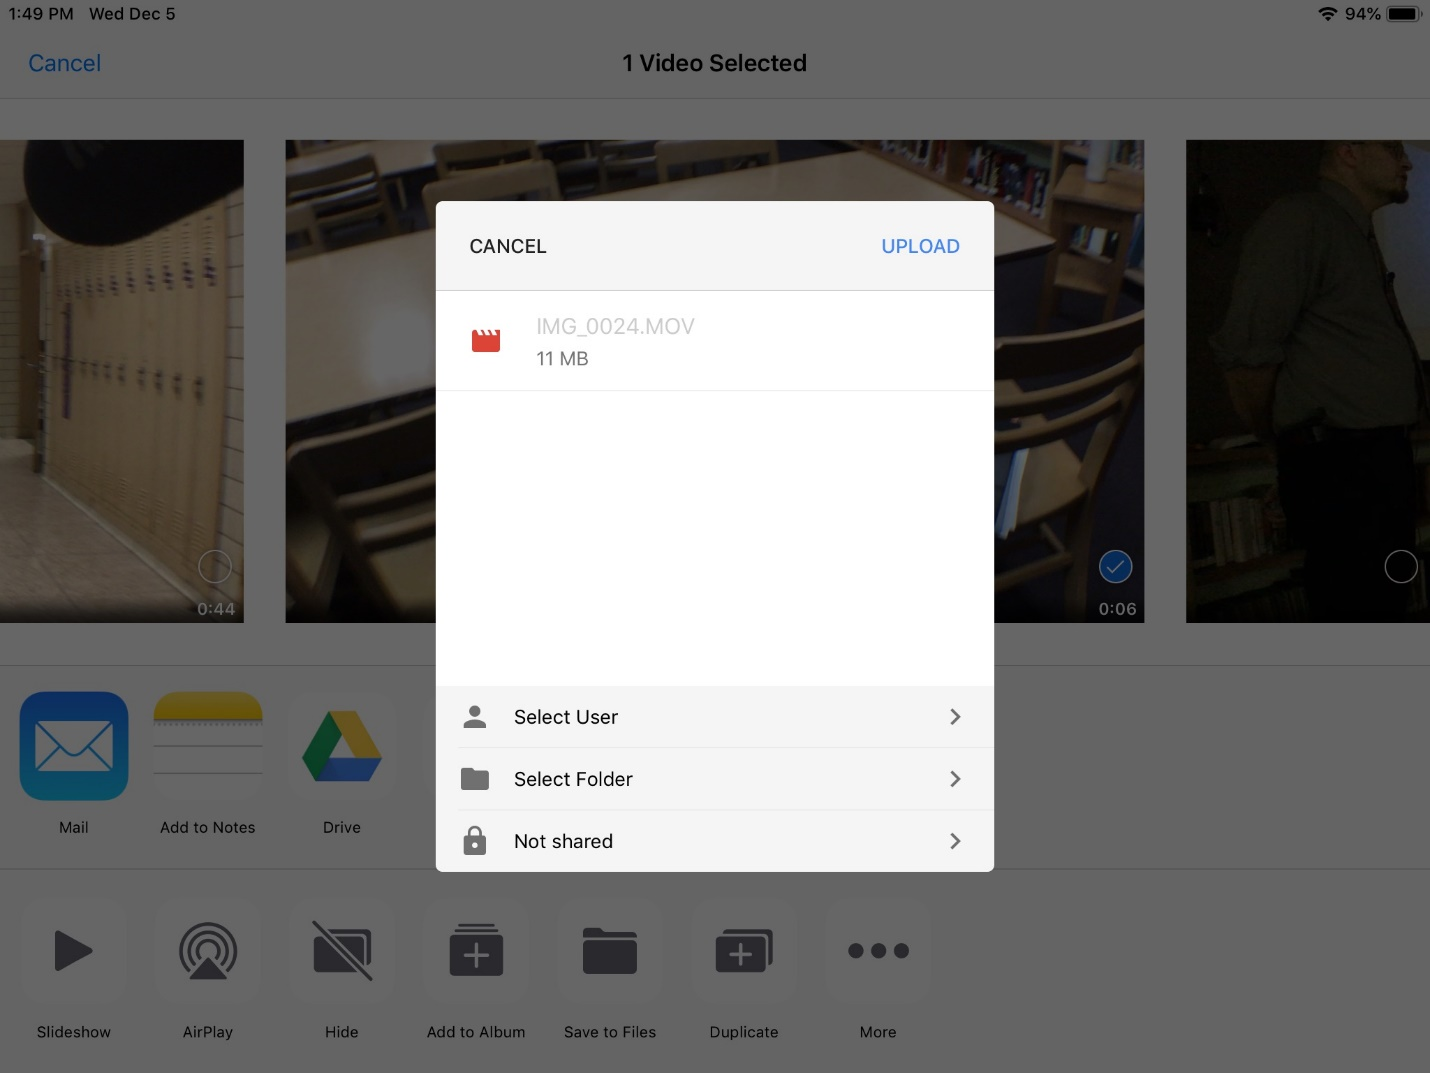 1:49 PM Wed Dec 5
94%
Cancel
1 Video Selected
CANCEL
UPLOAD
IMG_0024.MOV
11 MB
0:44
0:06
Select User
Select Folder
Not shared
Mail
Add to Notes
Drive
Slideshow
AirPlay
Hide
Add to Album
Save to Files
Duplicate
More